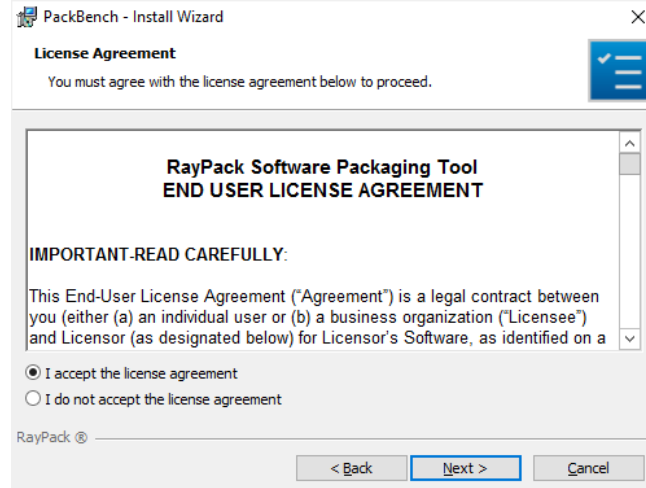 PackBench - Install Wizard
License Agreement
You must agree with the license agreement below to proceed.
RayPack Software Packaging Tool
END USER LICENSE AGREEMENT
IMPORTANT-READ CAREFULLY:
This End-User License Agreement (“Agreement”) is a legal contract between
you (either (a) an individual user or (b) a business organization (“Licensee”)
and Licensor (as designated below) for Licensor’s Software, as identified on a
I accept the license agreement
I do not accept the license agreement
RayPack ®
< Back Next > Cancel